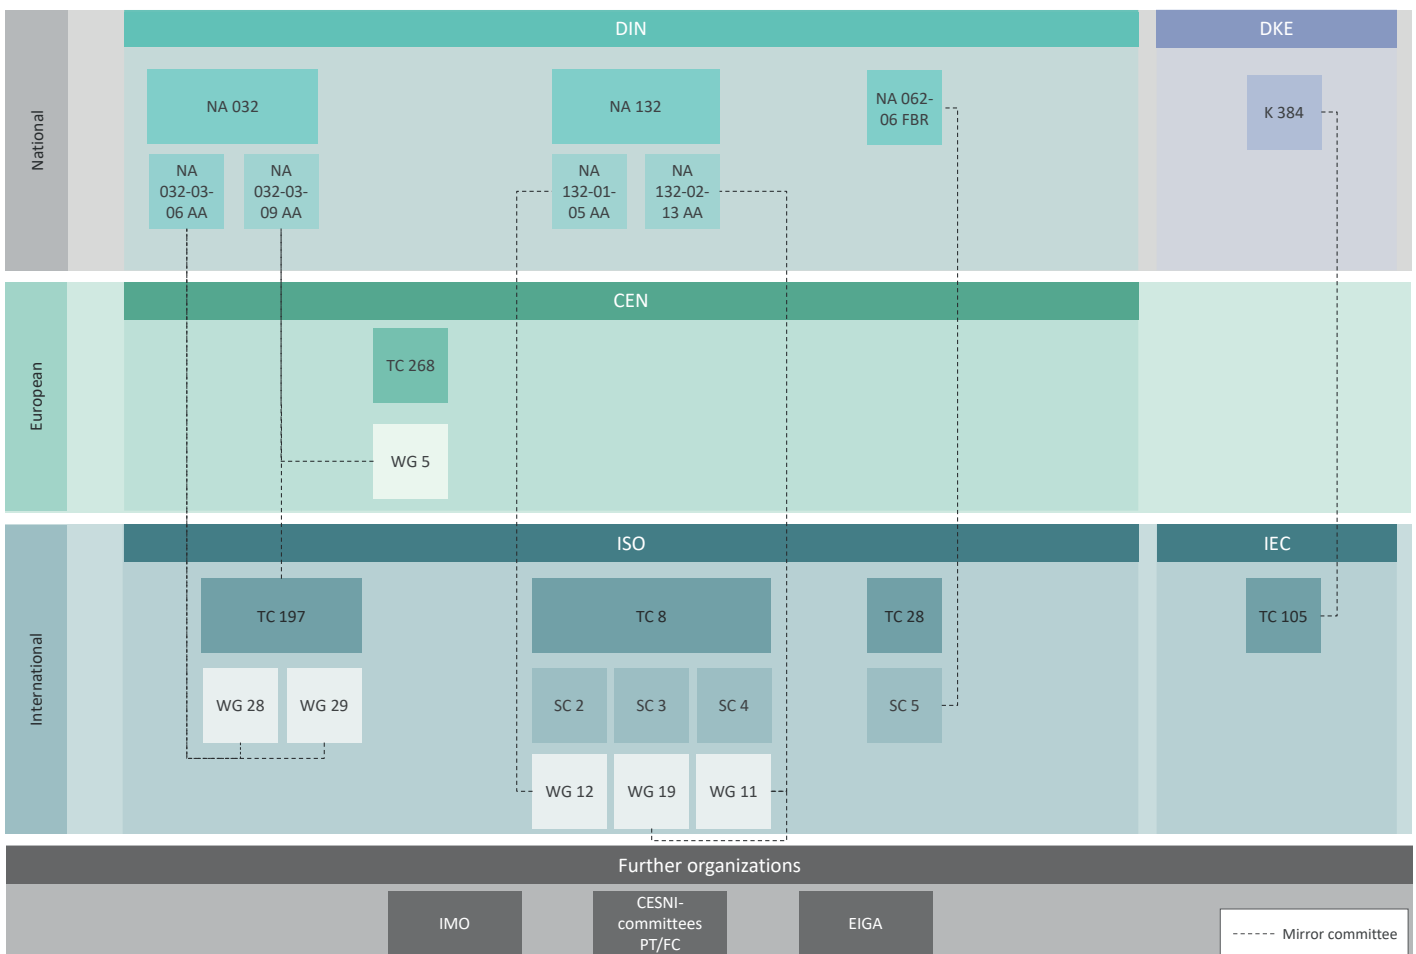 National
DIN
DKE
NA 032
NA 132
NA 062-
06 FBR
K 384
NA
032-03-
06 AA
NA
032-03-
09 AA
NA
132-01-
05 AA
NA
132-02-
13 AA
European
CEN
TC 268
WG 5
International
ISO
IEC
TC 197
TC 8
TC 28
TC 105
WG 28
WG 29
SC 2
SC 3
SC 4
SC 5
WG 12
WG 19
WG 11
Further organizations
IMO
CESNI-
committees
PT/FC
EIGA
Mirror committee